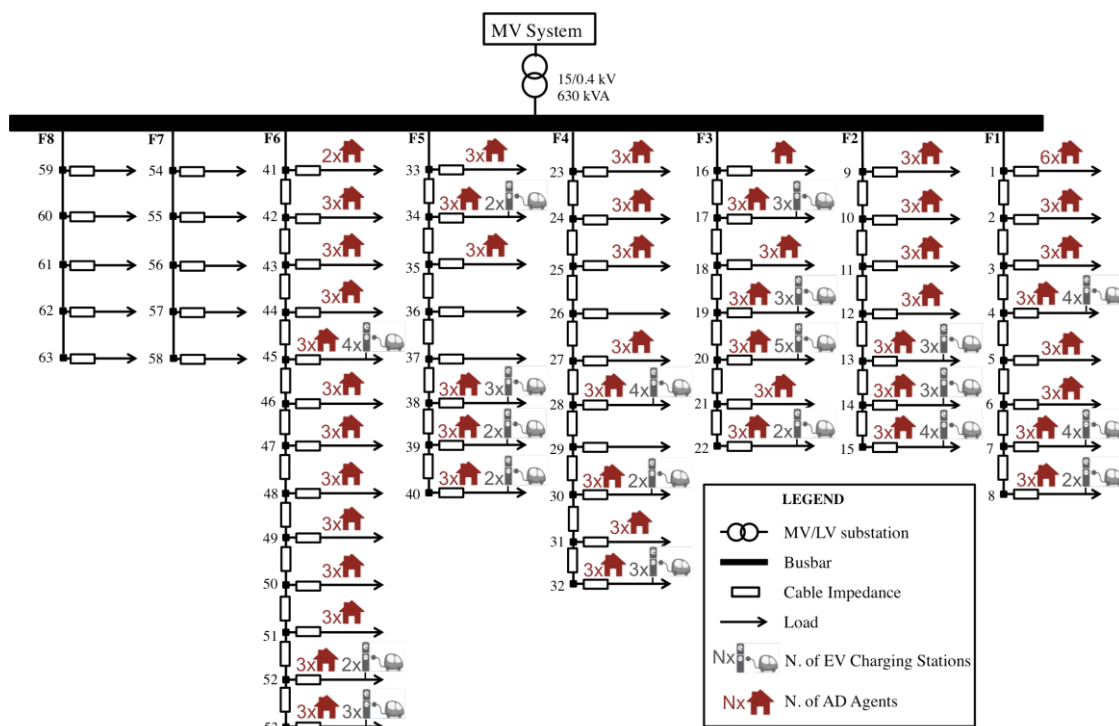 MV System
15/0.4 kV
630 kVA
F8 F7 F6 F5 F4 F3 F2 F1
59 54 41 2x 33 3x 23 3x 16 9 3x 1 6x
60 55 42 3x 34 3x 2x 24 3x 17 3x 3x 10 3x 2 3x
61 56 43 3x 35 3x 25 3x 18 3x 11 3x 3 3x
62 57 44 3x 36 26 19 3x 3x 12 3x 4 3x 4x
63 58 45 3x 4x 37 27 3x 20 3x 5x 13 3x 3x 5 3x
46 3x 38 3x 3x 28 3x 4x 21 3x 14 3x 3x 6 3x
47 3x 39 3x 2x 29 22 3x 2x 15 3x 4x 7 3x 4x
48 3x 40 3x 2x 30 3x 2x 8 3x 2x
49 3x 31 3x
50 3x 32 3x 3x
51 3x
52 3x 2x
3x 3x
LEGEND
MV/LV substation
Busbar
Cable Impedance
Load
Nx N. of EV Charging Stations
Nx N. of AD Agents